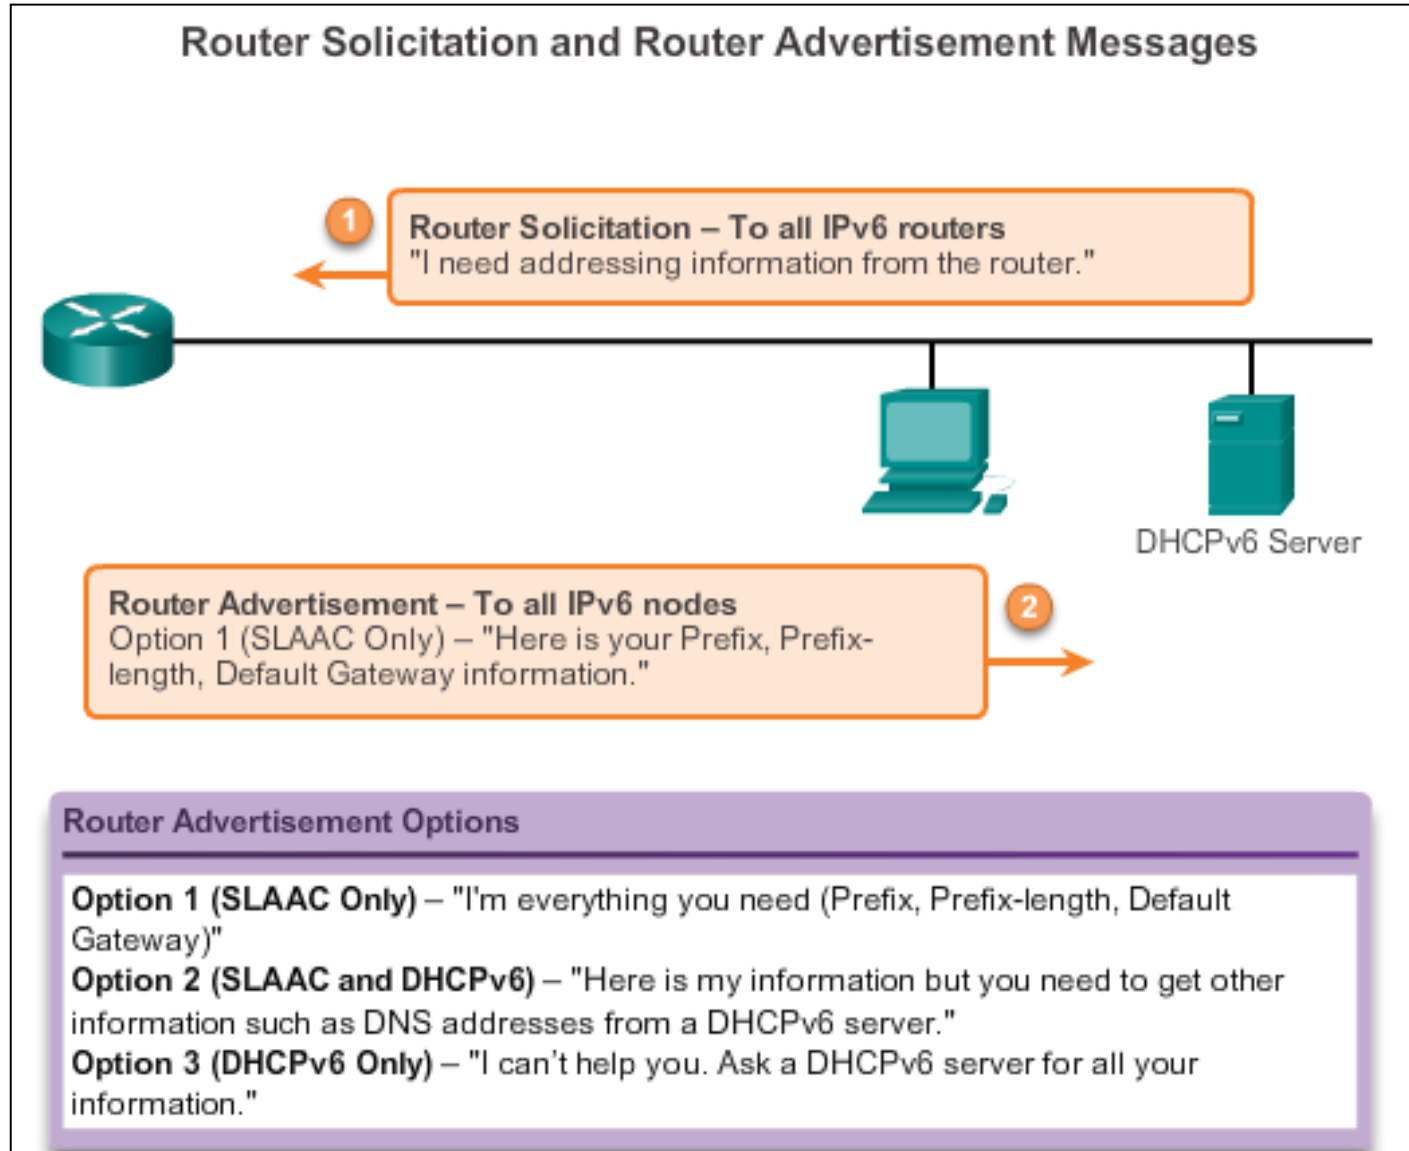 Router Solicitation and Router Advertisement Messages
1
Router Solicitation – To all IPv6 routers
"I need addressing information from the router."
DHCPv6 Server
Router Advertisement – To all IPv6 nodes
Option 1 (SLAAC Only) – "Here is your Prefix, Prefix-
length, Default Gateway information."
2
Router Advertisement Options
Option 1 (SLAAC Only) – "I'm everything you need (Prefix, Prefix-length, Default
Gateway)"
Option 2 (SLAAC and DHCPv6) – "Here is my information but you need to get other
information such as DNS addresses from a DHCPv6 server."
Option 3 (DHCPv6 Only) – "I can't help you. Ask a DHCPv6 server for all your
information."